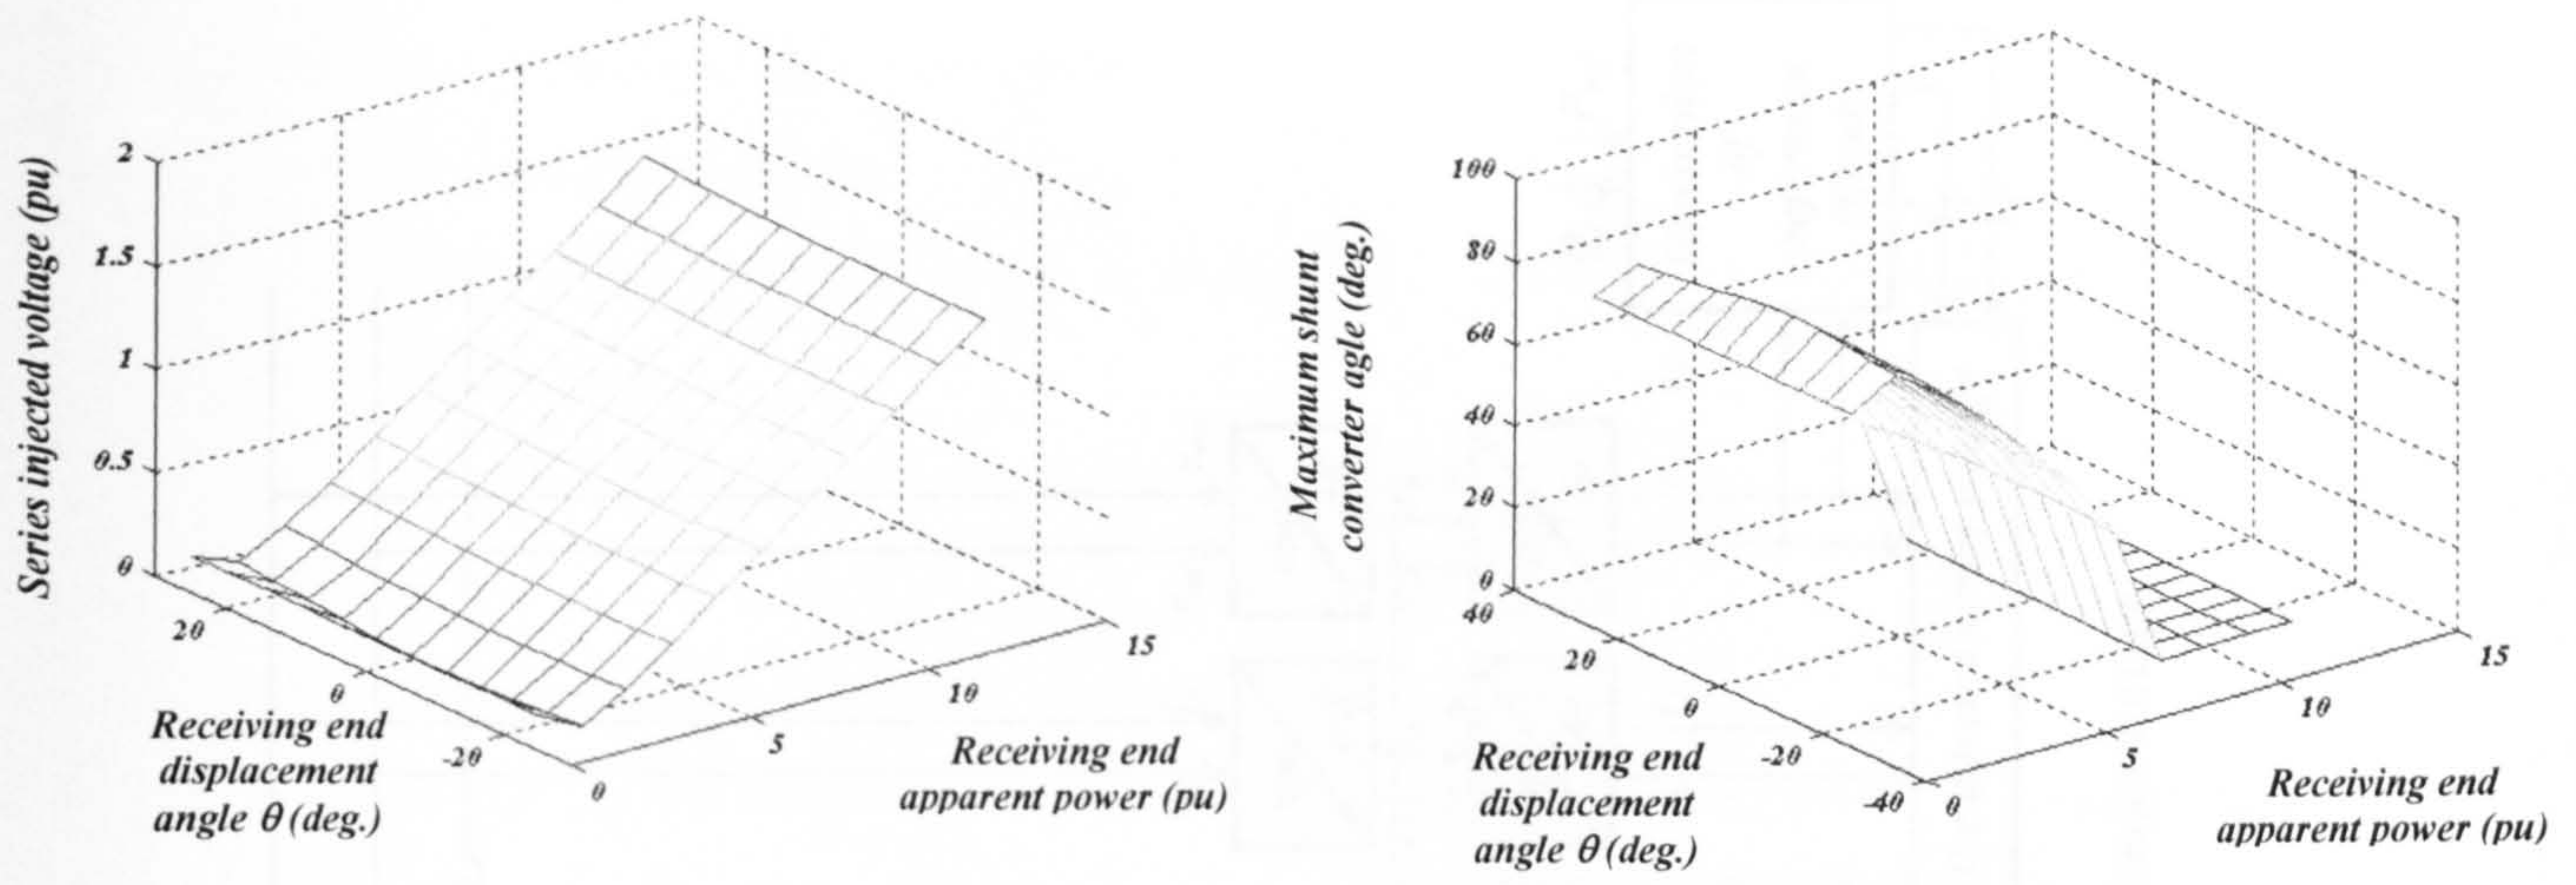 Series injected voltage (pu)
2
1.5
1
0.5
0
20
0
-20
0
5
10
15
Receiving end
displacement
angle θ (deg.)
Receiving end
apparent power (pu)
Maximum shunt
converter agle (deg.)
100
80
60
40
20
0
40
20
0
-20
-40
0
5
10
15
Receiving end
displacement
angle θ (deg.)
Receiving end
apparent power (pu)